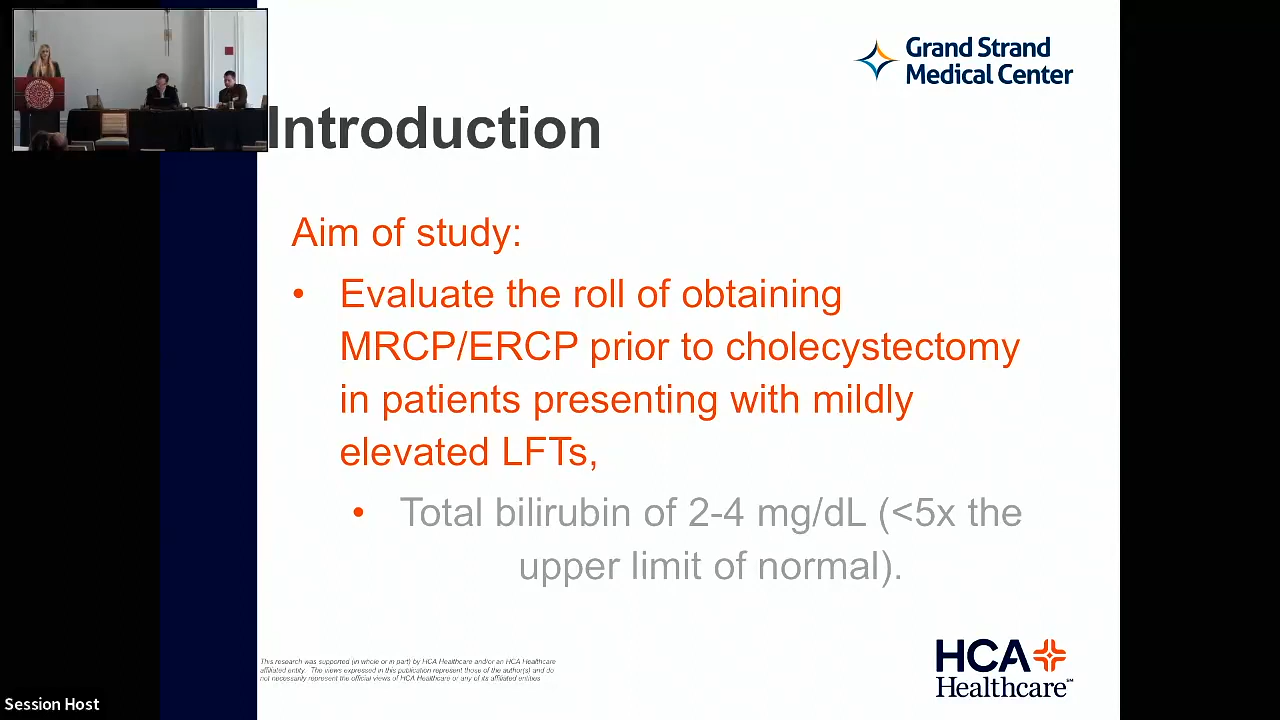 Grand Strand
Medical Center
Introduction
Aim of study:
• Evaluate the roll of obtaining
MRCP/ERCP prior to cholecystectomy
in patients presenting with mildly
elevated LFTs,
• Total bilirubin of 2-4 mg/dL (<5x the
upper limit of normal).
This research was supported (in whole or in part) by HCA Healthcare and/or an HCA Healthcare
affiliated entity. The views expressed in this publication represent those of the author(s) and do
not necessarily represent the official views of HCA Healthcare or any of its affiliated entities
HCA
Healthcare℠
Session Host